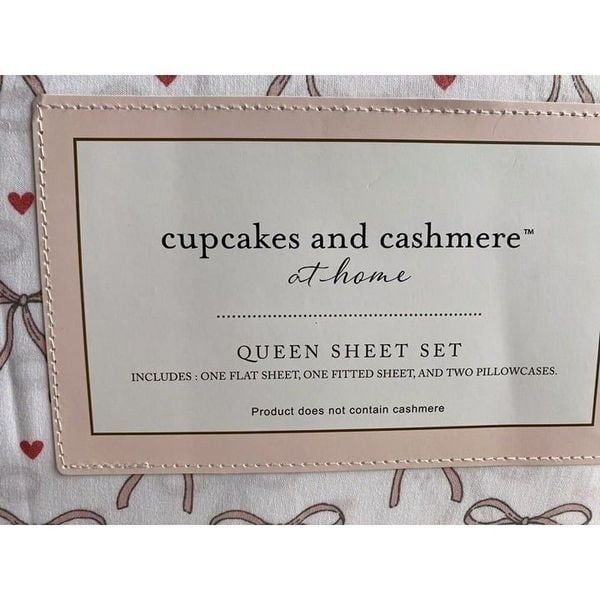 cupcakes and cashmere™
at home
QUEEN SHEET SET
INCLUDES : ONE FLAT SHEET, ONE FITTED SHEET, AND TWO PILLOWCASES.
Product does not contain cashmere